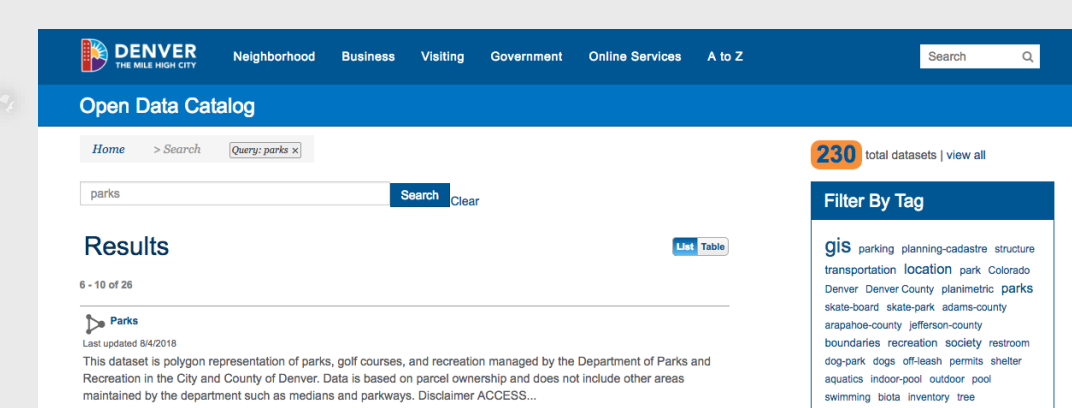 DENVER
THE MILE HIGH CITY
Neighborhood Business Visiting Government Online Services A to Z
Search
Open Data Catalog
Home > Search Query: parks ×
230 total datasets | view all
parks Search Clear
Filter By Tag
Results
List Table
6 - 10 of 26
Parks
Last updated 8/4/2018
This dataset is polygon representation of parks, golf courses, and recreation managed by the Department of Parks and
Recreation in the City and County of Denver. Data is based on parcel ownership and does not include other areas
maintained by the department such as medians and parkways. Disclaimer ACCESS...
gis parking planning-cadastre structure
transportation location park Colorado
Denver Denver County planimetric parks
skate-board skate-park adams-county
arapahoe-county jefferson-county
boundaries recreation society restroom
dog-park dogs off-leash permits shelter
aquatics indoor-pool outdoor pool
swimming biota inventory tree